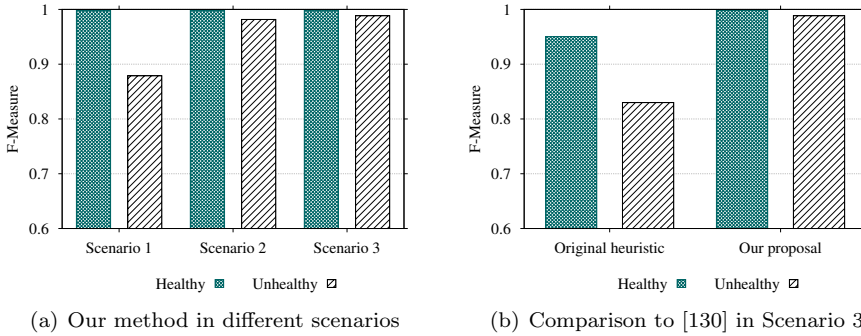 1
0.9
0.8
0.7
0.6
F-Measure
Scenario 1 Scenario 2 Scenario 3
Healthy Unhealthy
(a) Our method in different scenarios
1
0.9
0.8
0.7
0.6
F-Measure
Original heuristic Our proposal
Healthy Unhealthy
(b) Comparison to [130] in Scenario 3